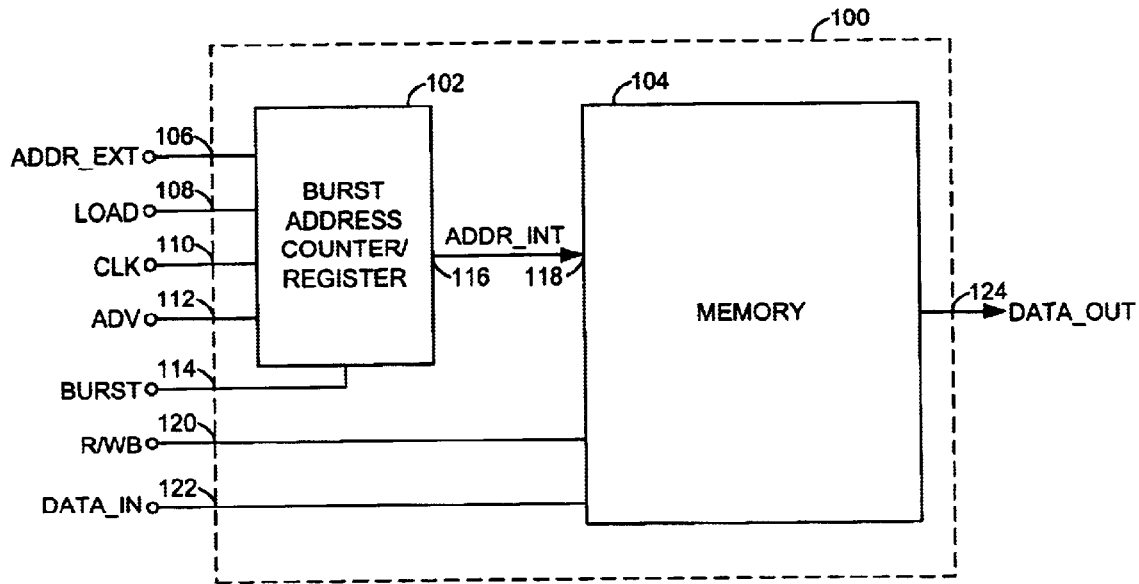 100
102
104
ADDR_EXT
106
LOAD
108
CLK
110
ADV
112
BURST
114
R/WB
120
DATA_IN
122
BURST
ADDRESS
COUNTER/
REGISTER
ADDR_INT
116
118
MEMORY
124
DATA_OUT